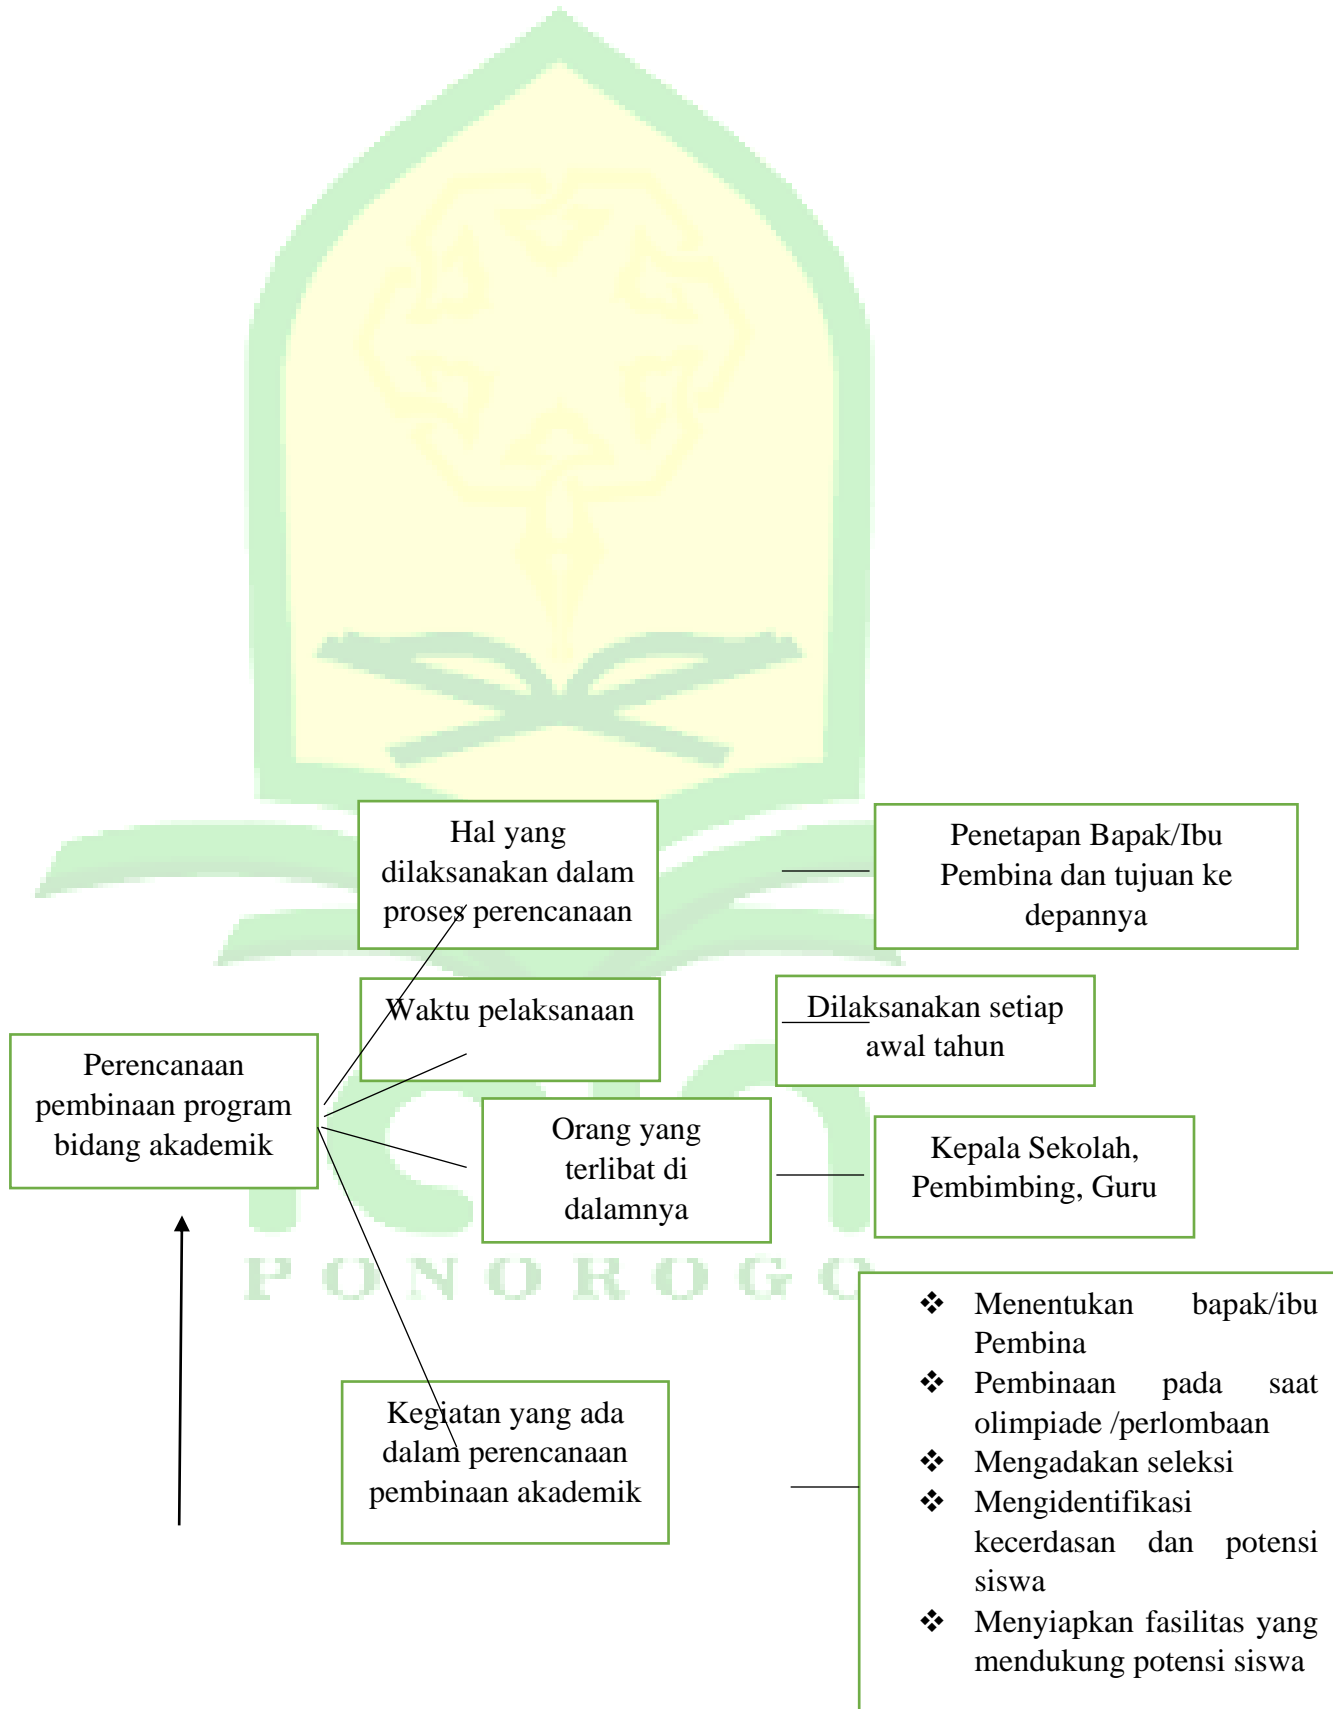 Hal yang
dilaksanakan dalam
proses perencanaan
Penetapan Bapak/Ibu
Pembina dan tujuan ke
depannya
Waktu pelaksanaan
Dilaksanakan setiap
awal tahun
Perencanaan
pembinaan program
bidang akademik
Orang yang
terlibat di
dalamnya
Kepala Sekolah,
Pembimbing, Guru
PONOROGO
Kegiatan yang ada
dalam perencanaan
pembinaan akademik
❖ Menentukan bapak/ibu
Pembina
❖ Pembinaan pada saat
olimpiade /perlombaan
❖ Mengadakan seleksi
❖ Mengidentifikasi
kecerdasan dan potensi
siswa
❖ Menyiapkan fasilitas yang
mendukung potensi siswa